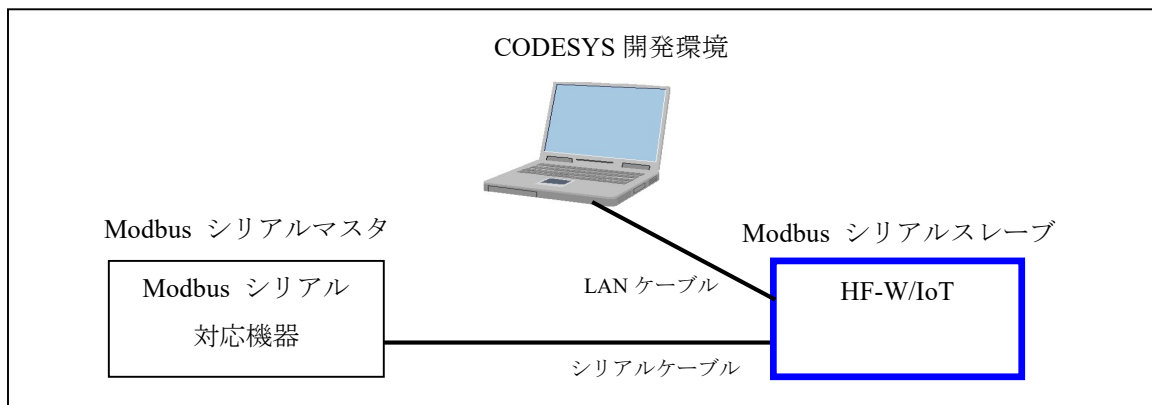 CODESYS 開発環境
Modbus シリアルマスタ
Modbus シリアルスレーブ
Modbus シリアル
対応機器
LAN ケーブル
HF-W/IoT
シリアルケーブル